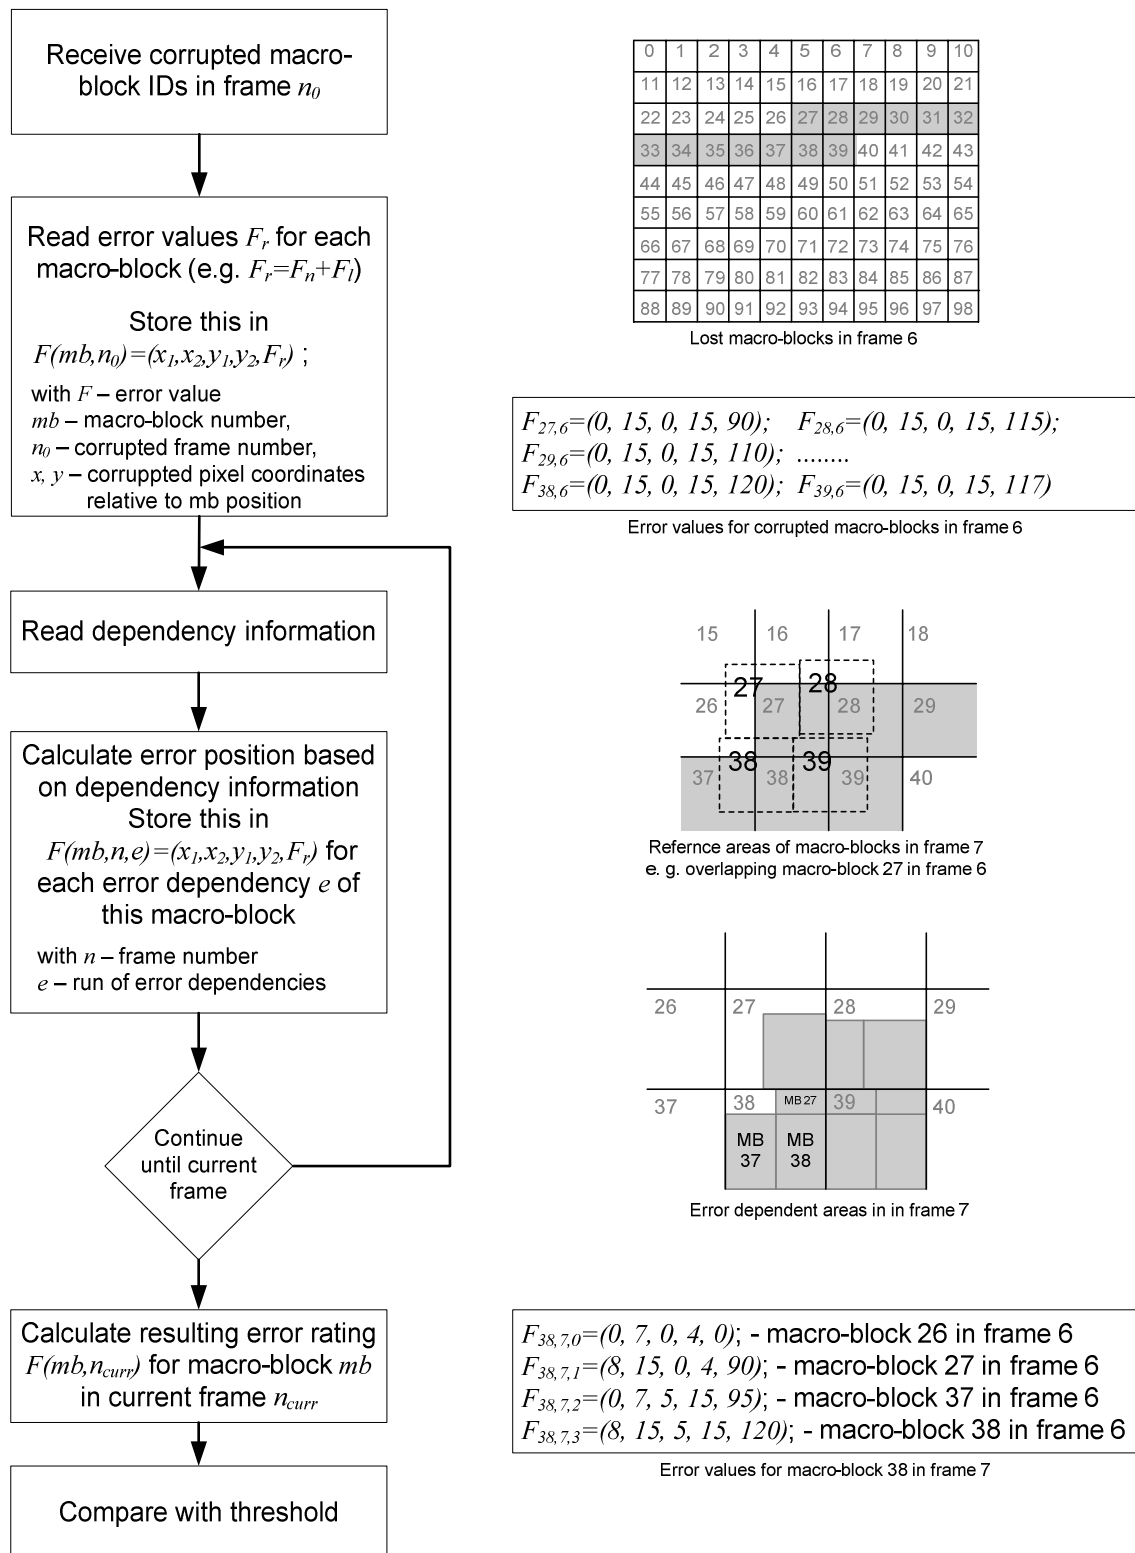 Receive corrupted macro-
block IDs in frame n0
Read error values Fr for each
macro-block (e.g. Fr=Fn+Fl)
Store this in
F(mb,n0)=(x1,x2,y1,y2,Fr) ;
with F – error value
mb – macro-block number,
n0 – corrupted frame number,
x, y – corruppted pixel coordinates
relative to mb position
Read dependency information
Calculate error position based
on dependency information
Store this in
F(mb,n,e)=(x1,x2,y1,y2,Fr) for
each error dependency e of
this macro-block
with n – frame number
e – run of error dependencies
Continue
until current
frame
Calculate resulting error rating
F(mb,ncurr) for macro-block mb
in current frame ncurr
Compare with threshold
0 1 2 3 4 5 6 7 8 9 10
11 12 13 14 15 16 17 18 19 20 21
22 23 24 25 26 27 28 29 30 31 32
33 34 35 36 37 38 39 40 41 42 43
44 45 46 47 48 49 50 51 52 53 54
55 56 57 58 59 60 61 62 63 64 65
66 67 68 69 70 71 72 73 74 75 76
77 78 79 80 81 82 83 84 85 86 87
88 89 90 91 92 93 94 95 96 97 98
Lost macro-blocks in frame 6
F27,6=(0, 15, 0, 15, 90); F28,6=(0, 15, 0, 15, 115);
F29,6=(0, 15, 0, 15, 110); ........
F38,6=(0, 15, 0, 15, 120); F39,6=(0, 15, 0, 15, 117)
Error values for corrupted macro-blocks in frame 6
15 16 17 18
27 28
26 27 28 29
38 39
37 38 39 40
Refernce areas of macro-blocks in frame 7
e. g. overlapping macro-block 27 in frame 6
26 27 28 29
37 38 MB 27 39 40
MB MB
37 38
Error dependent areas in in frame 7
F38,7,0=(0, 7, 0, 4, 0); - macro-block 26 in frame 6
F38,7,1=(8, 15, 0, 4, 90); - macro-block 27 in frame 6
F38,7,2=(0, 7, 5, 15, 95); - macro-block 37 in frame 6
F38,7,3=(8, 15, 5, 15, 120); - macro-block 38 in frame 6
Error values for macro-block 38 in frame 7